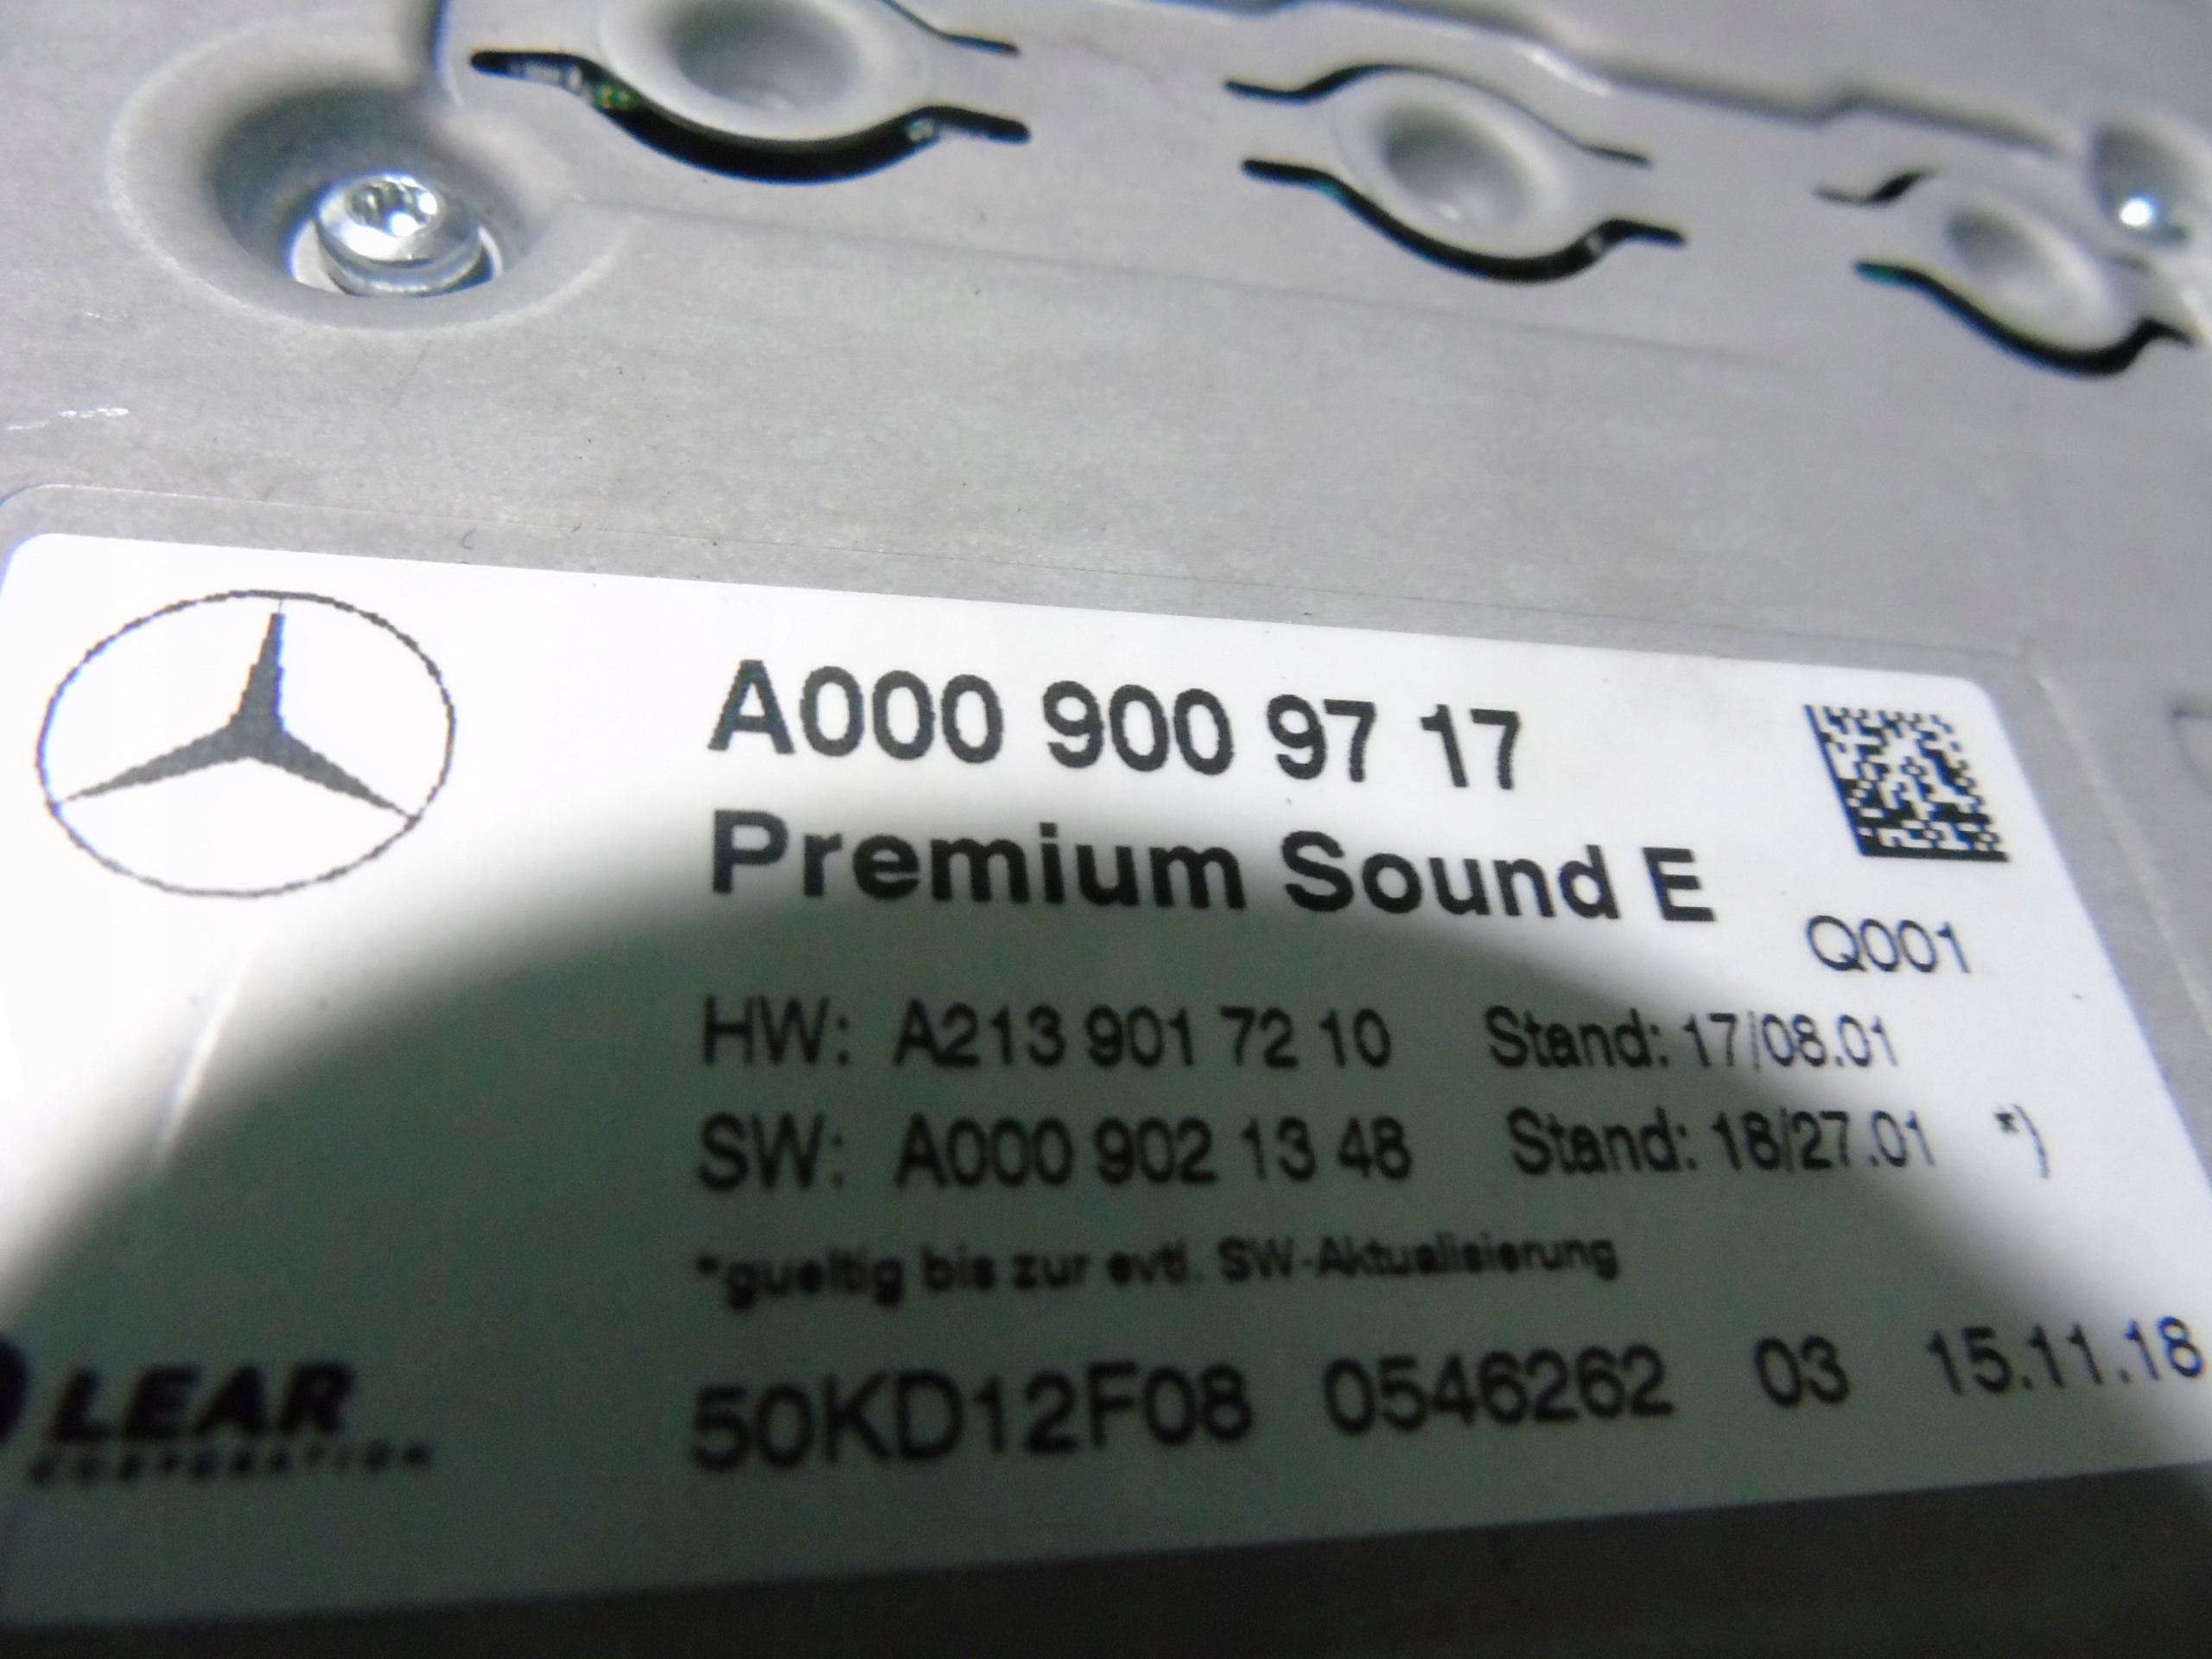 A000 900 97 17
Premium Sound E
Q001
HW: A213 901 72 10 Stand: 17/08.01
SW: A000 902 13 48 Stand: 18/27.01 *)
*gueltig bis zur evtl. SW-Aktualisierung
LEAR
CORPORATION
50KD12F08 0546262 03 15.11.18